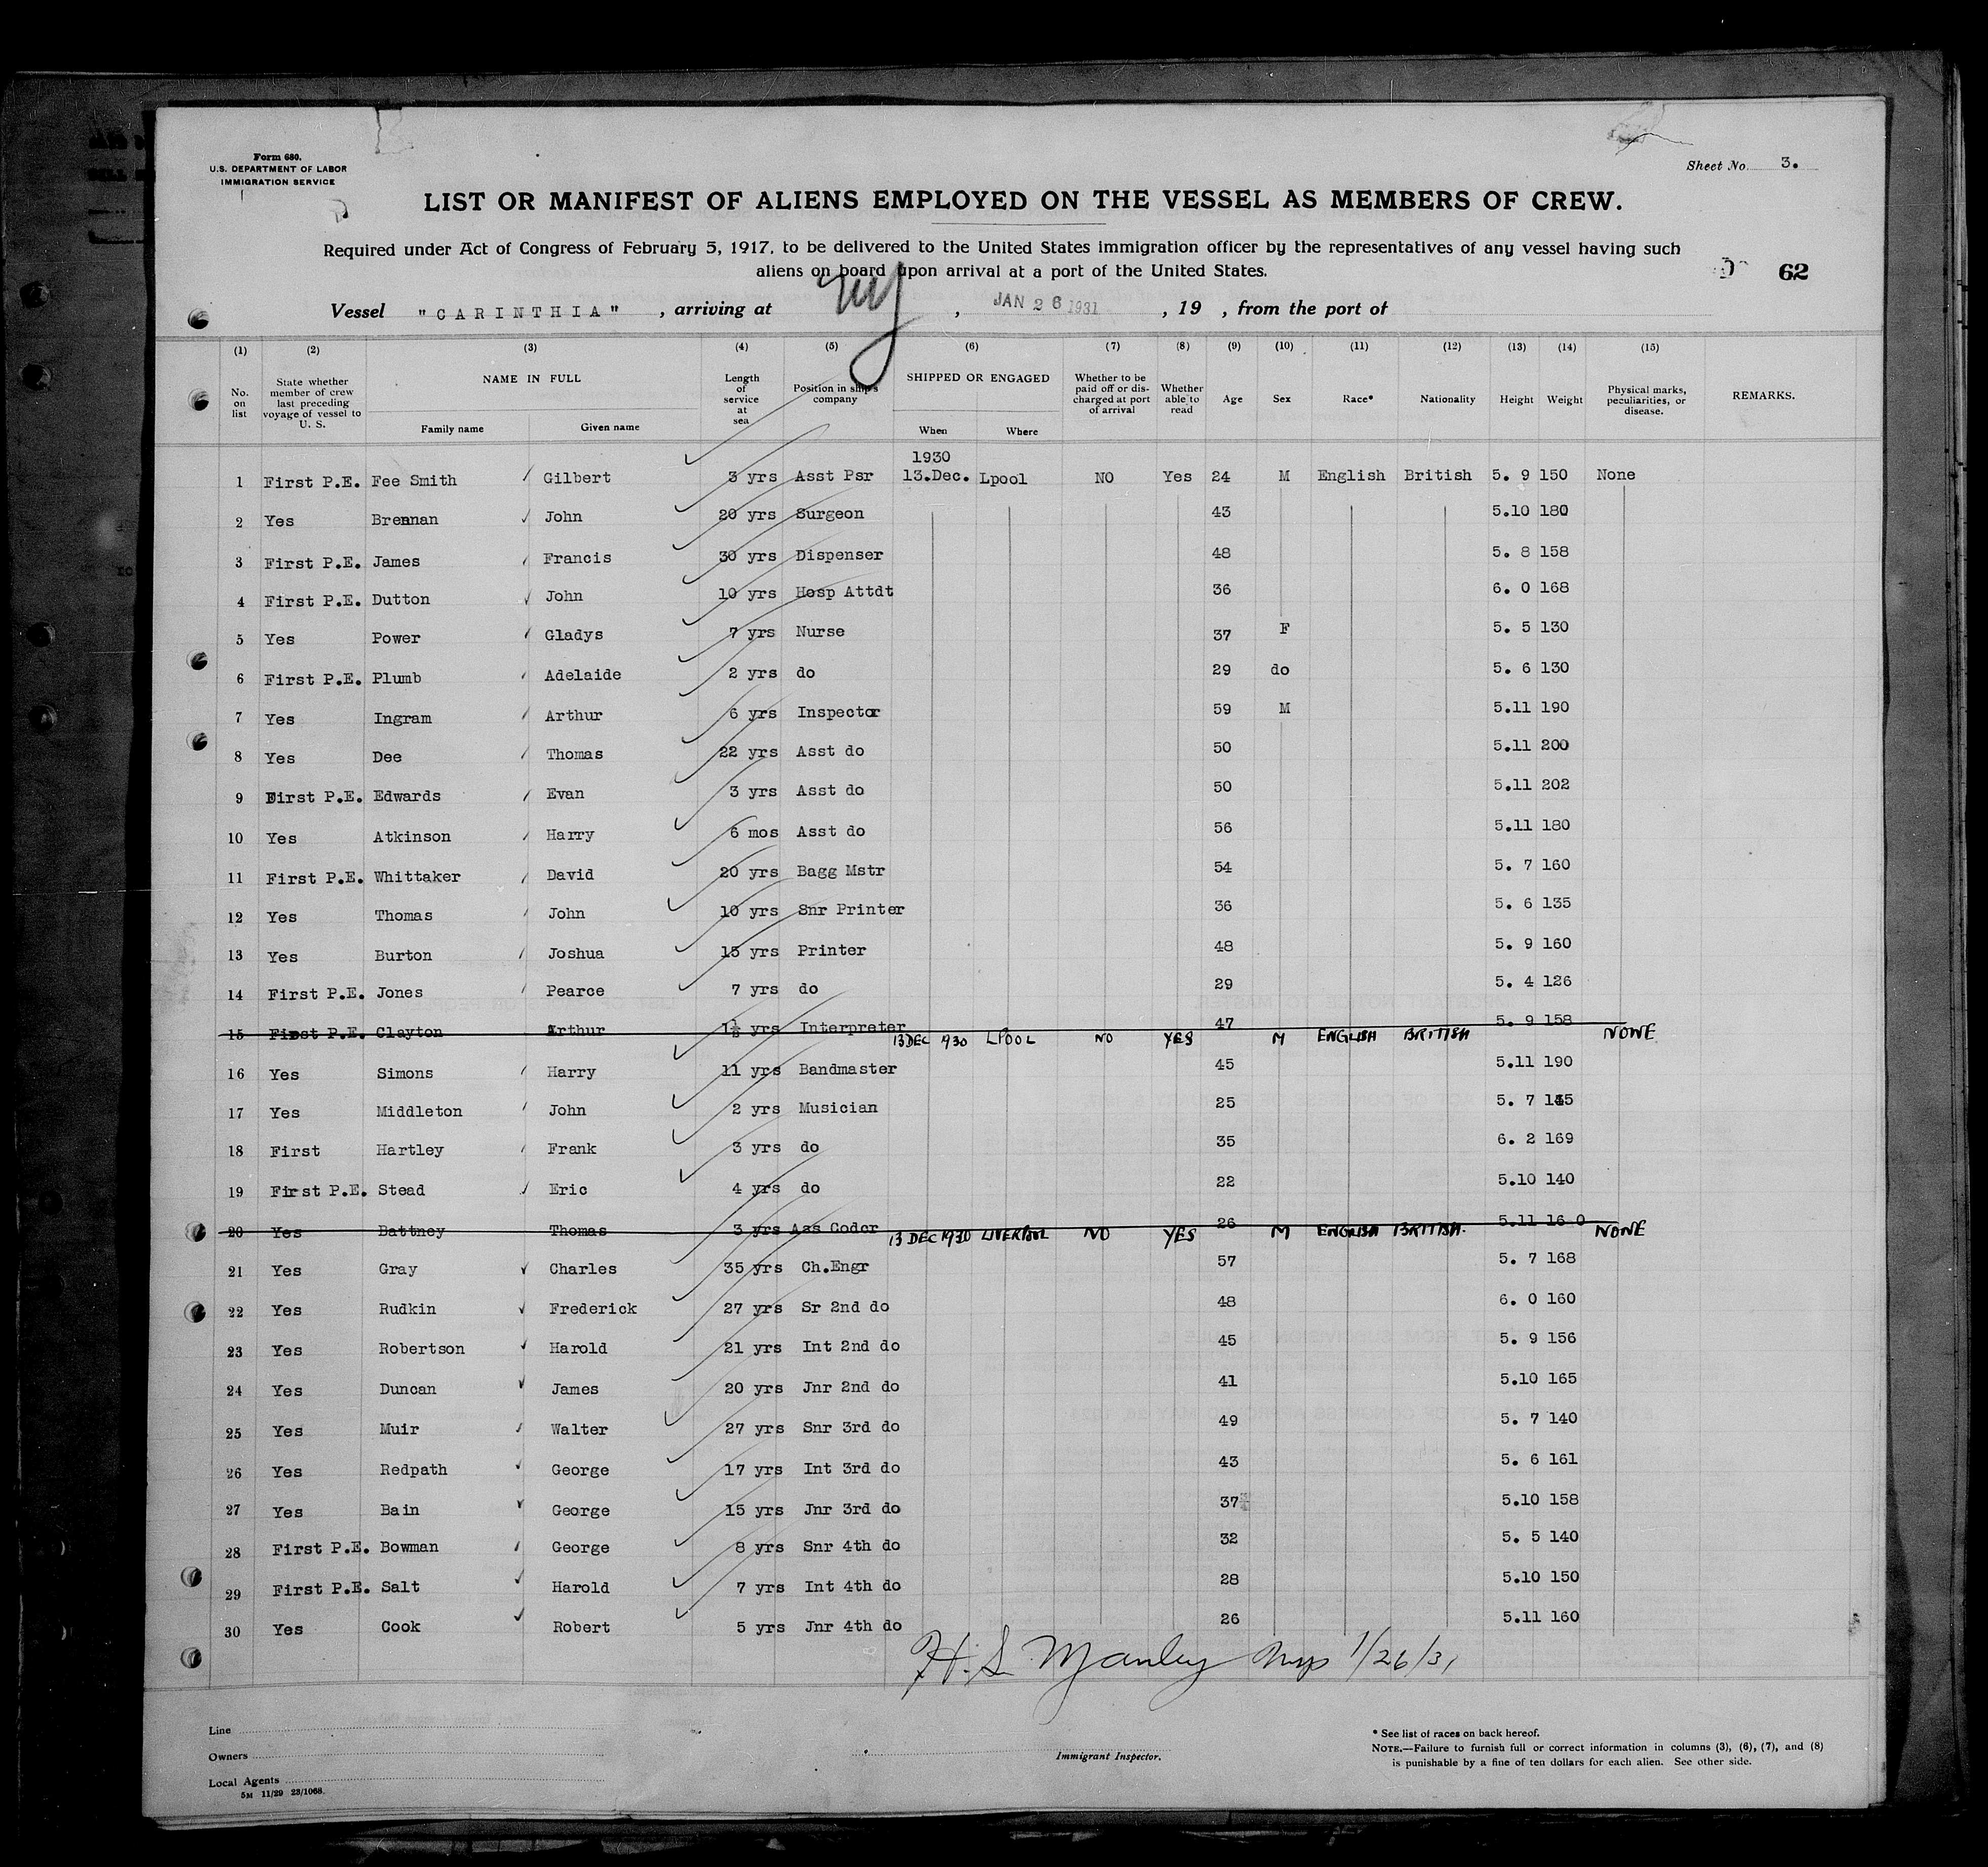 Form 680.
U.S. DEPARTMENT OF LABOR
IMMIGRATION SERVICE
Sheet No. 3.
LIST OR MANIFEST OF ALIENS EMPLOYED ON THE VESSEL AS MEMBERS OF CREW.
Required under Act of Congress of February 5, 1917, to be delivered to the United States immigration officer by the representatives of any vessel having such
aliens on board upon arrival at a port of the United States.
62
Vessel "CARINTHIA", arriving at NY, JAN 26 1931, 19 , from the port of
(1) (2) (3) (4) (5) (6) (7) (8) (9) (10) (11) (12) (13) (14) (15)
No. on list State whether member of crew last preceding voyage of vessel to U. S. NAME IN FULL Family name Given name Length of service at sea Position in ship's company SHIPPED OR ENGAGED When Where Whether to be paid off or discharged at port of arrival Whether able to read Age Sex Race* Nationality Height Weight Physical marks, peculiarities, or disease. REMARKS.
1930
1 First P.E. Fee Smith Gilbert 3 yrs Asst Psr 13.Dec. Lpool NO Yes 24 M English British 5. 9 150 None
2 Yes Brennan John 20 yrs Surgeon 43 5.10 180
3 First P.E. James Francis 30 yrs Dispenser 48 5. 8 158
4 First P.E. Dutton John 10 yrs Hosp Attdt 36 6. 0 168
5 Yes Power Gladys 7 yrs Nurse 37 F 5. 5 130
6 First P.E. Plumb Adelaide 2 yrs do 29 do 5. 6 130
7 Yes Ingram Arthur 6 yrs Inspector 59 M 5.11 190
8 Yes Dee Thomas 22 yrs Asst do 50 5.11 200
9 First P.E. Edwards Evan 3 yrs Asst do 50 5.11 202
10 Yes Atkinson Harry 6 mos Asst do 56 5.11 180
11 First P.E. Whittaker David 20 yrs Bagg Mstr 54 5. 7 160
12 Yes Thomas John 10 yrs Snr Printer 36 5. 6 135
13 Yes Burton Joshua 15 yrs Printer 48 5. 9 160
14 First P.E. Jones Pearce 7 yrs do 29 5. 4 126
15 First P.E. Clayton Arthur 1½ yrs Interpreter 13 DEC 1930 LPOOL NO YES 47 M ENGLISH BRITISH 5. 9 158 NONE
16 Yes Simons Harry 11 yrs Bandmaster 45 5.11 190
17 Yes Middleton John 2 yrs Musician 25 5. 7 145
18 First Hartley Frank 3 yrs do 35 6. 2 169
19 First P.E. Stead Eric 4 yrs do 22 5.10 140
20 Yes Battney Thomas 3 yrs Ass Coder 13 DEC 1930 LIVERPOOL NO YES 26 M ENGLISH BRITISH. 5.11 16 0 NONE
21 Yes Gray Charles 35 yrs Ch.Engr 57 5. 7 168
22 Yes Rudkin Frederick 27 yrs Sr 2nd do 48 6. 0 160
23 Yes Robertson Harold 21 yrs Int 2nd do 45 5. 9 156
24 Yes Duncan James 20 yrs Jnr 2nd do 41 5.10 165
25 Yes Muir Walter 27 yrs Snr 3rd do 49 5. 7 140
26 Yes Redpath George 17 yrs Int 3rd do 43 5. 6 161
27 Yes Bain George 15 yrs Jnr 3rd do 37 5.10 158
28 First P.E. Bowman George 8 yrs Snr 4th do 32 5. 5 140
29 First P.E. Salt Harold 7 yrs Int 4th do 28 5.10 150
30 Yes Cook Robert 5 yrs Jnr 4th do 26 5.11 160
H. S. Manley 1/26/31
Line
Owners
Local Agents
5M 11/29 23/1068.
Immigrant Inspector.
* See list of races on back hereof.
NOTE.—Failure to furnish full or correct information in columns (3), (6), (7), and (8)
is punishable by a fine of ten dollars for each alien. See other side.